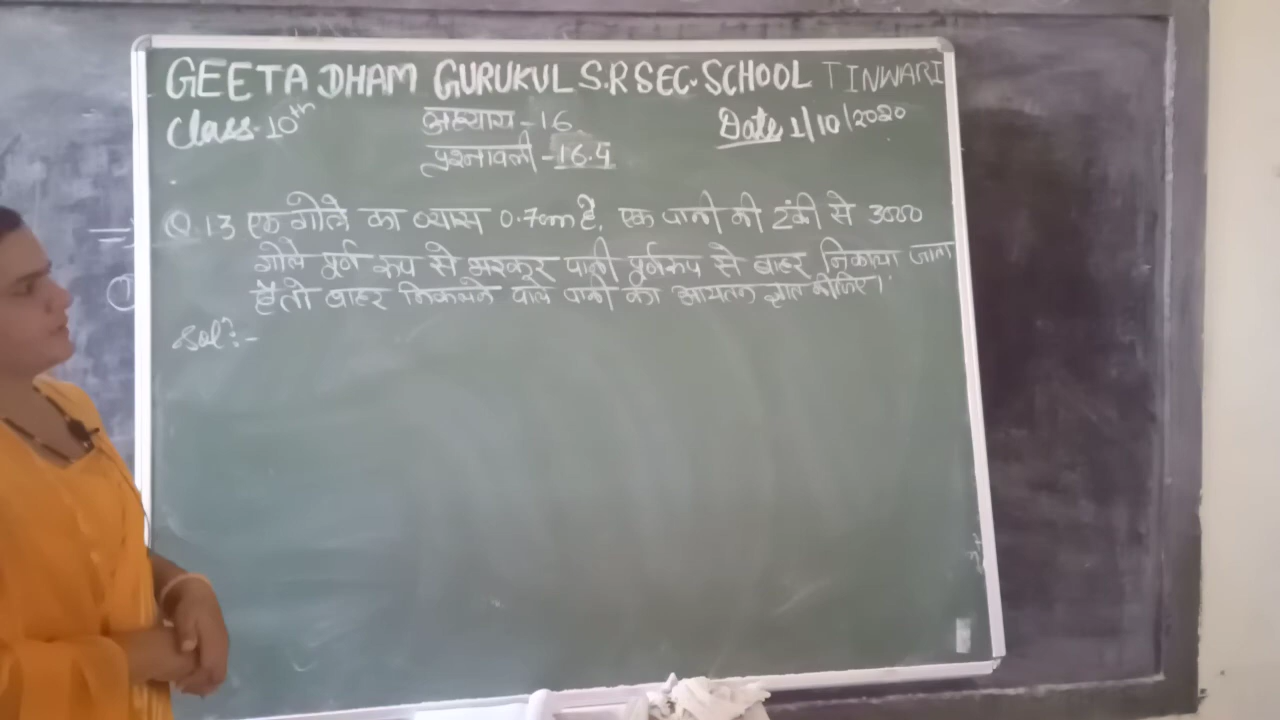 GEETA DHAM GURUKUL S.R SEC. SCHOOL TINWARI
Class-10th अध्याय-16 Date 1/10/2020
प्रश्नावली-16.4
Q.13 एक गोले का व्यास 0.7cm है, एक पानी की टंकी से 3000
गोले पूर्ण रूप से भरकर पानी पूर्णरूप से बाहर निकाला जाता
है तो बाहर निकलने वाले पानी का आयतन ज्ञात कीजिए।
Sol?:-